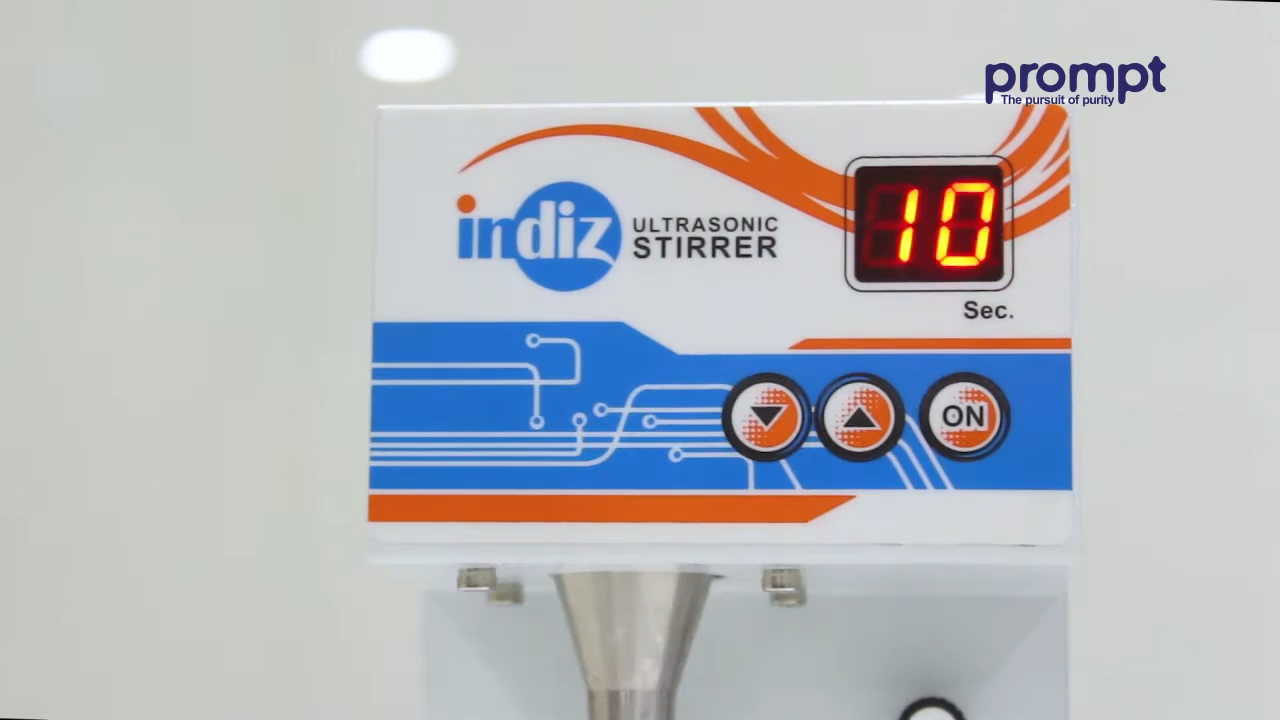 prompt
The pursuit of purity
indiz
ULTRASONIC
STIRRER
10
Sec.
ON